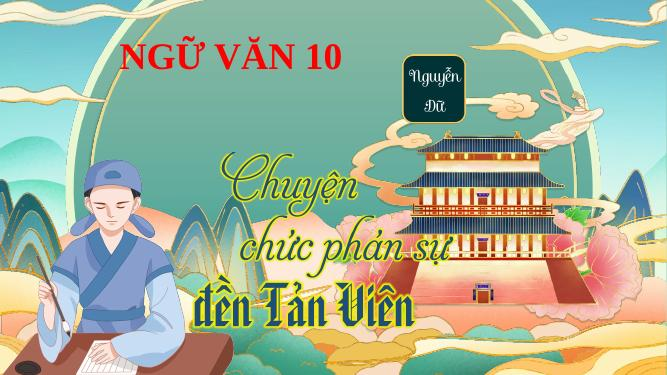 NGỮ VĂN 10
Nguyễn
Dữ
Chuyện
chức phán sự
đền Tản Viên